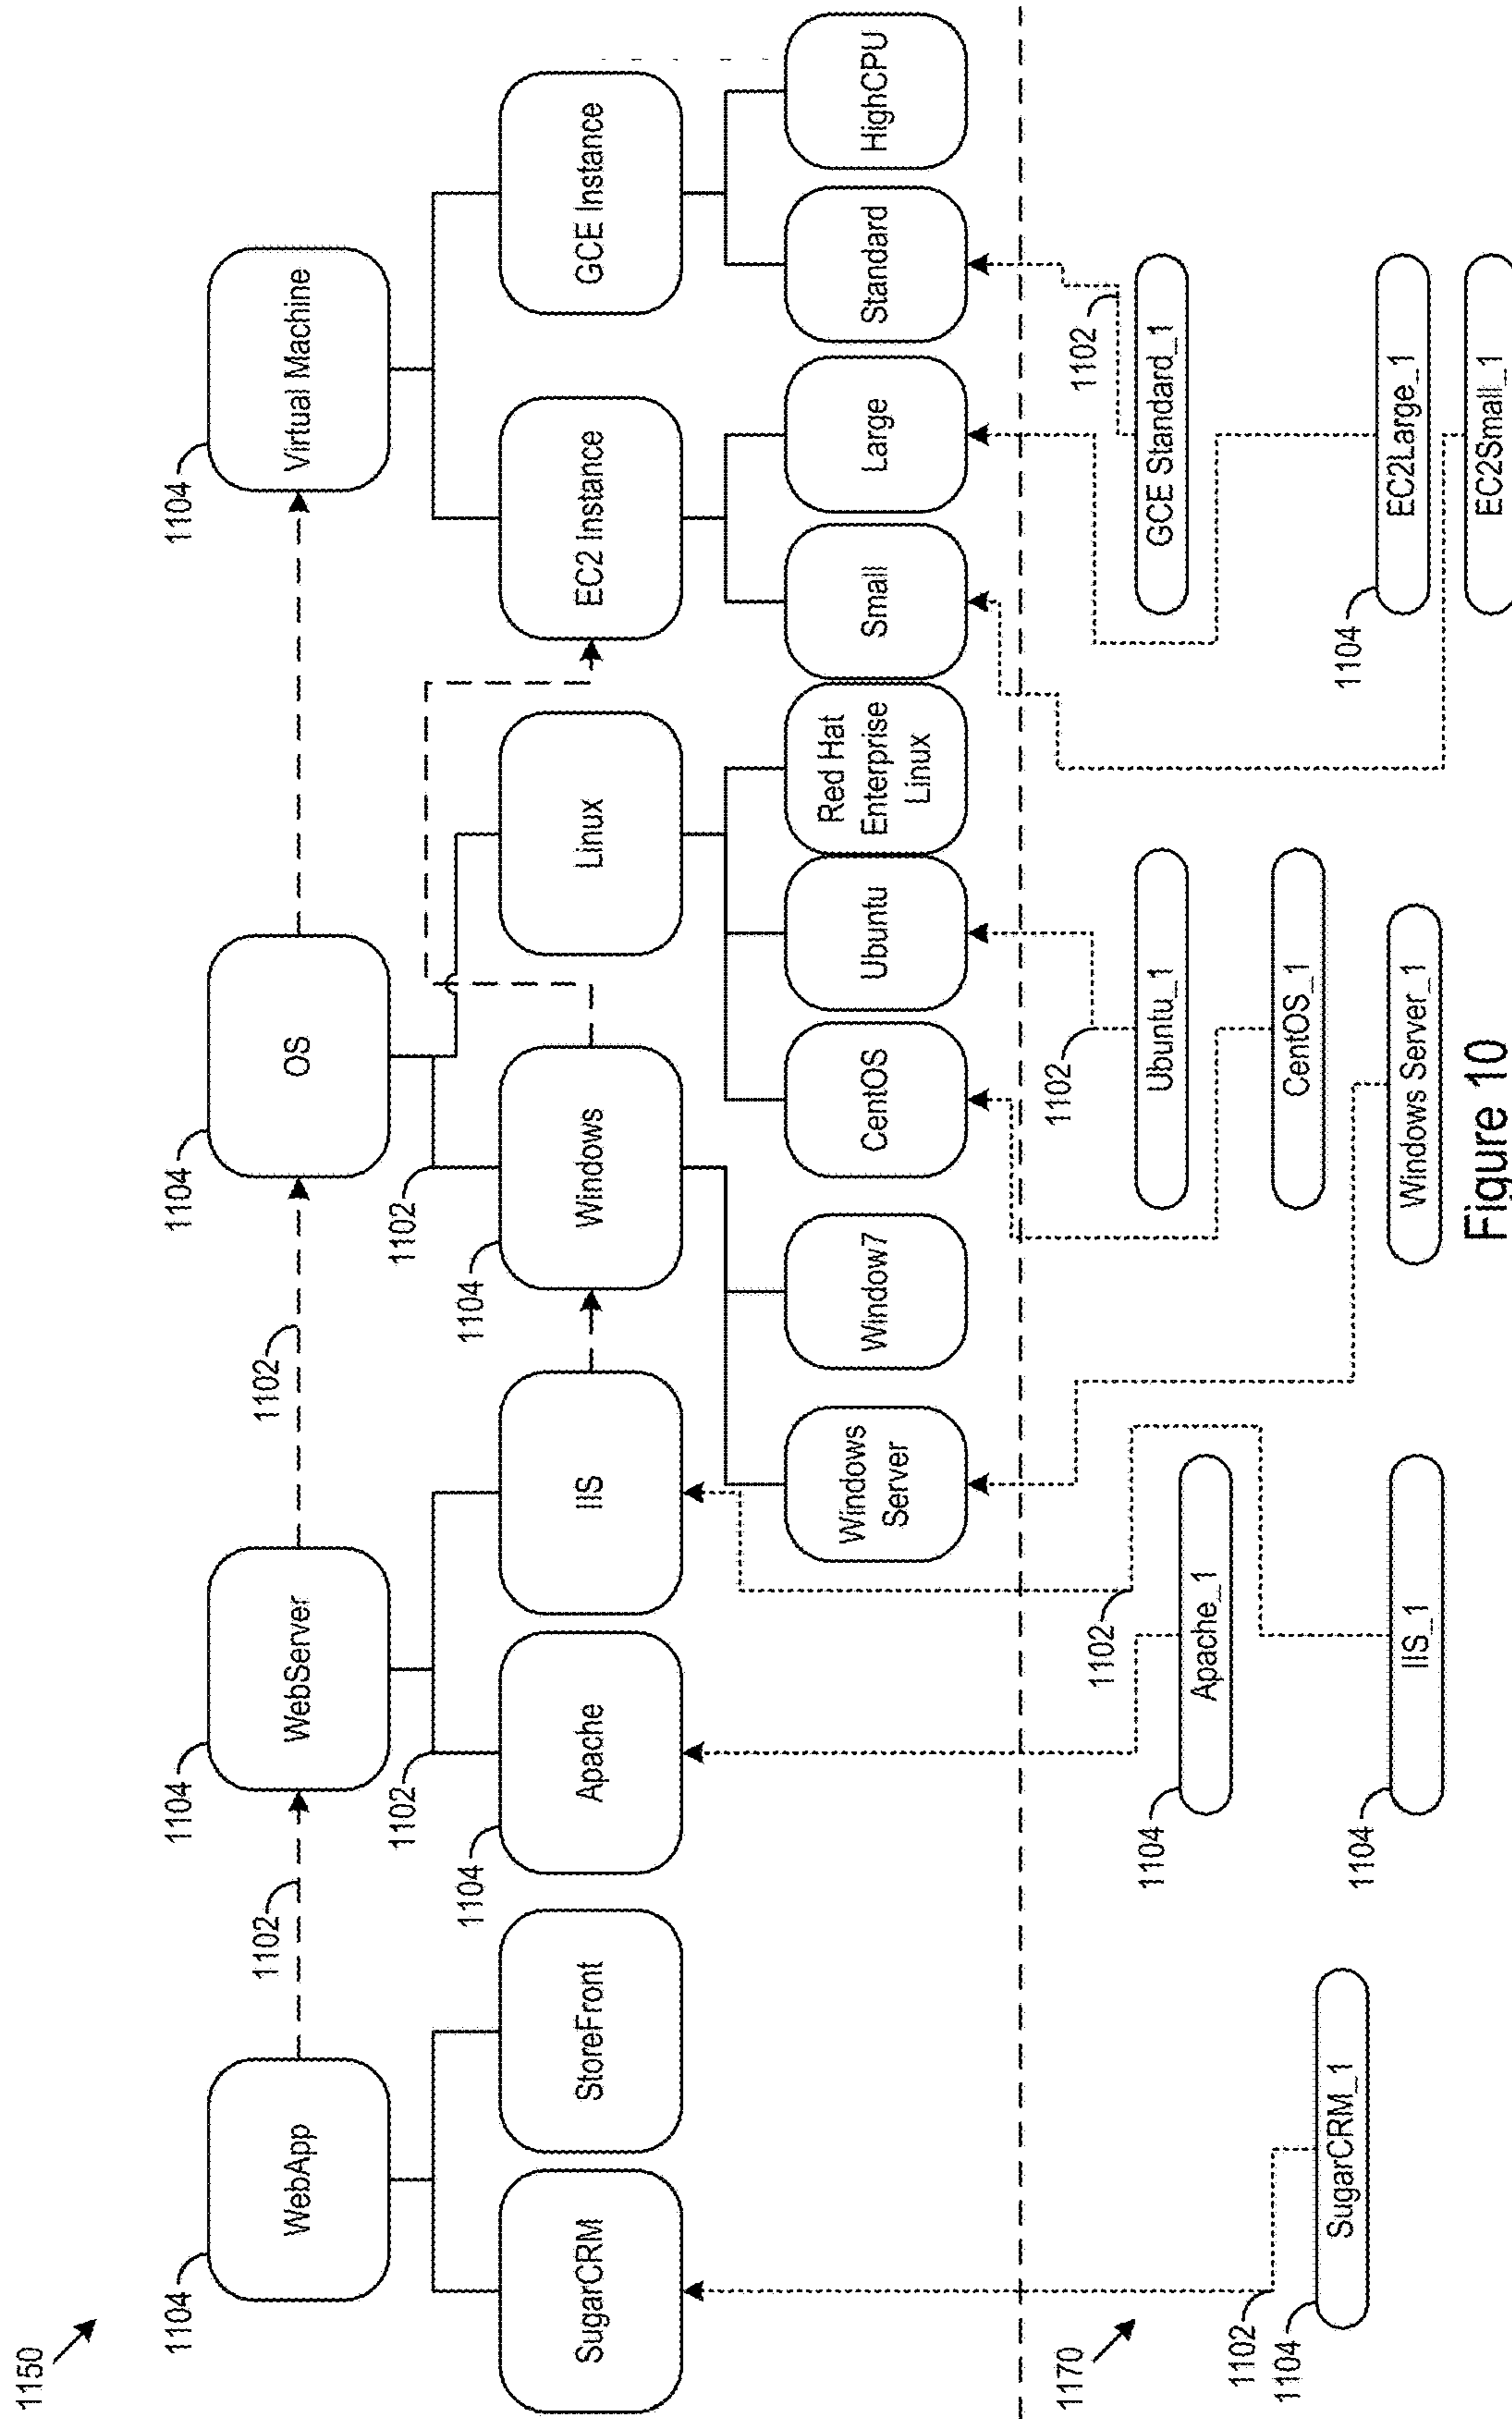 1150
1104
WebApp
1102
1104
WebServer
1102
1104
OS
1104
Virtual Machine
1102
1102
SugarCRM
StoreFront
1104
Apache
IIS
1104
Windows
Linux
EC2 Instance
GCE Instance
Windows
Server
Window7
CentOS
Ubuntu
Red Hat
Enterprise
Linux
Small
Large
Standard
HighCPU
1170
1102
1104
SugarCRM_1
1104
Apache_1
1102
1104
IIS_1
1102
Ubuntu_1
CentOS_1
Windows Server_1
1102
GCE Standard_1
1104
EC2Large_1
EC2Small_1
Figure 10